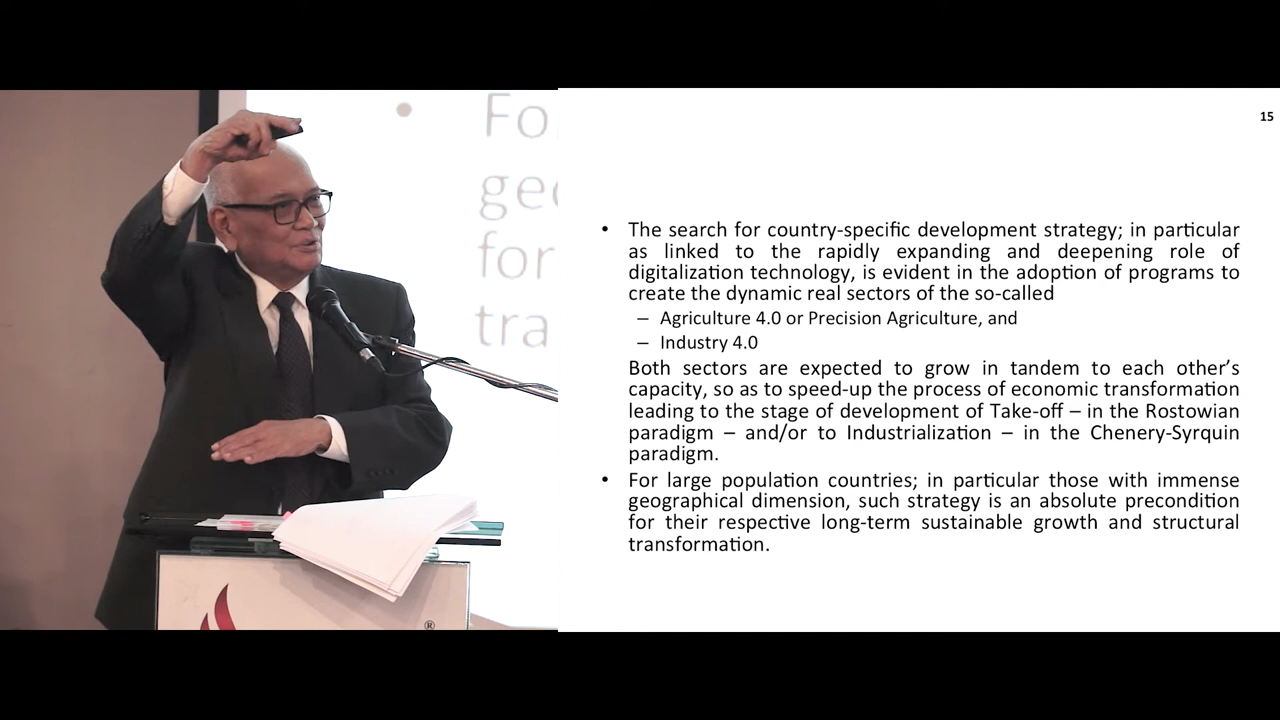 Fo
geo
for
tra
®
15
• The search for country-specific development strategy; in particular
as linked to the rapidly expanding and deepening role of
digitalization technology, is evident in the adoption of programs to
create the dynamic real sectors of the so-called
– Agriculture 4.0 or Precision Agriculture, and
– Industry 4.0
Both sectors are expected to grow in tandem to each other’s
capacity, so as to speed-up the process of economic transformation
leading to the stage of development of Take-off – in the Rostowian
paradigm – and/or to Industrialization – in the Chenery-Syrquin
paradigm.
• For large population countries; in particular those with immense
geographical dimension, such strategy is an absolute precondition
for their respective long-term sustainable growth and structural
transformation.